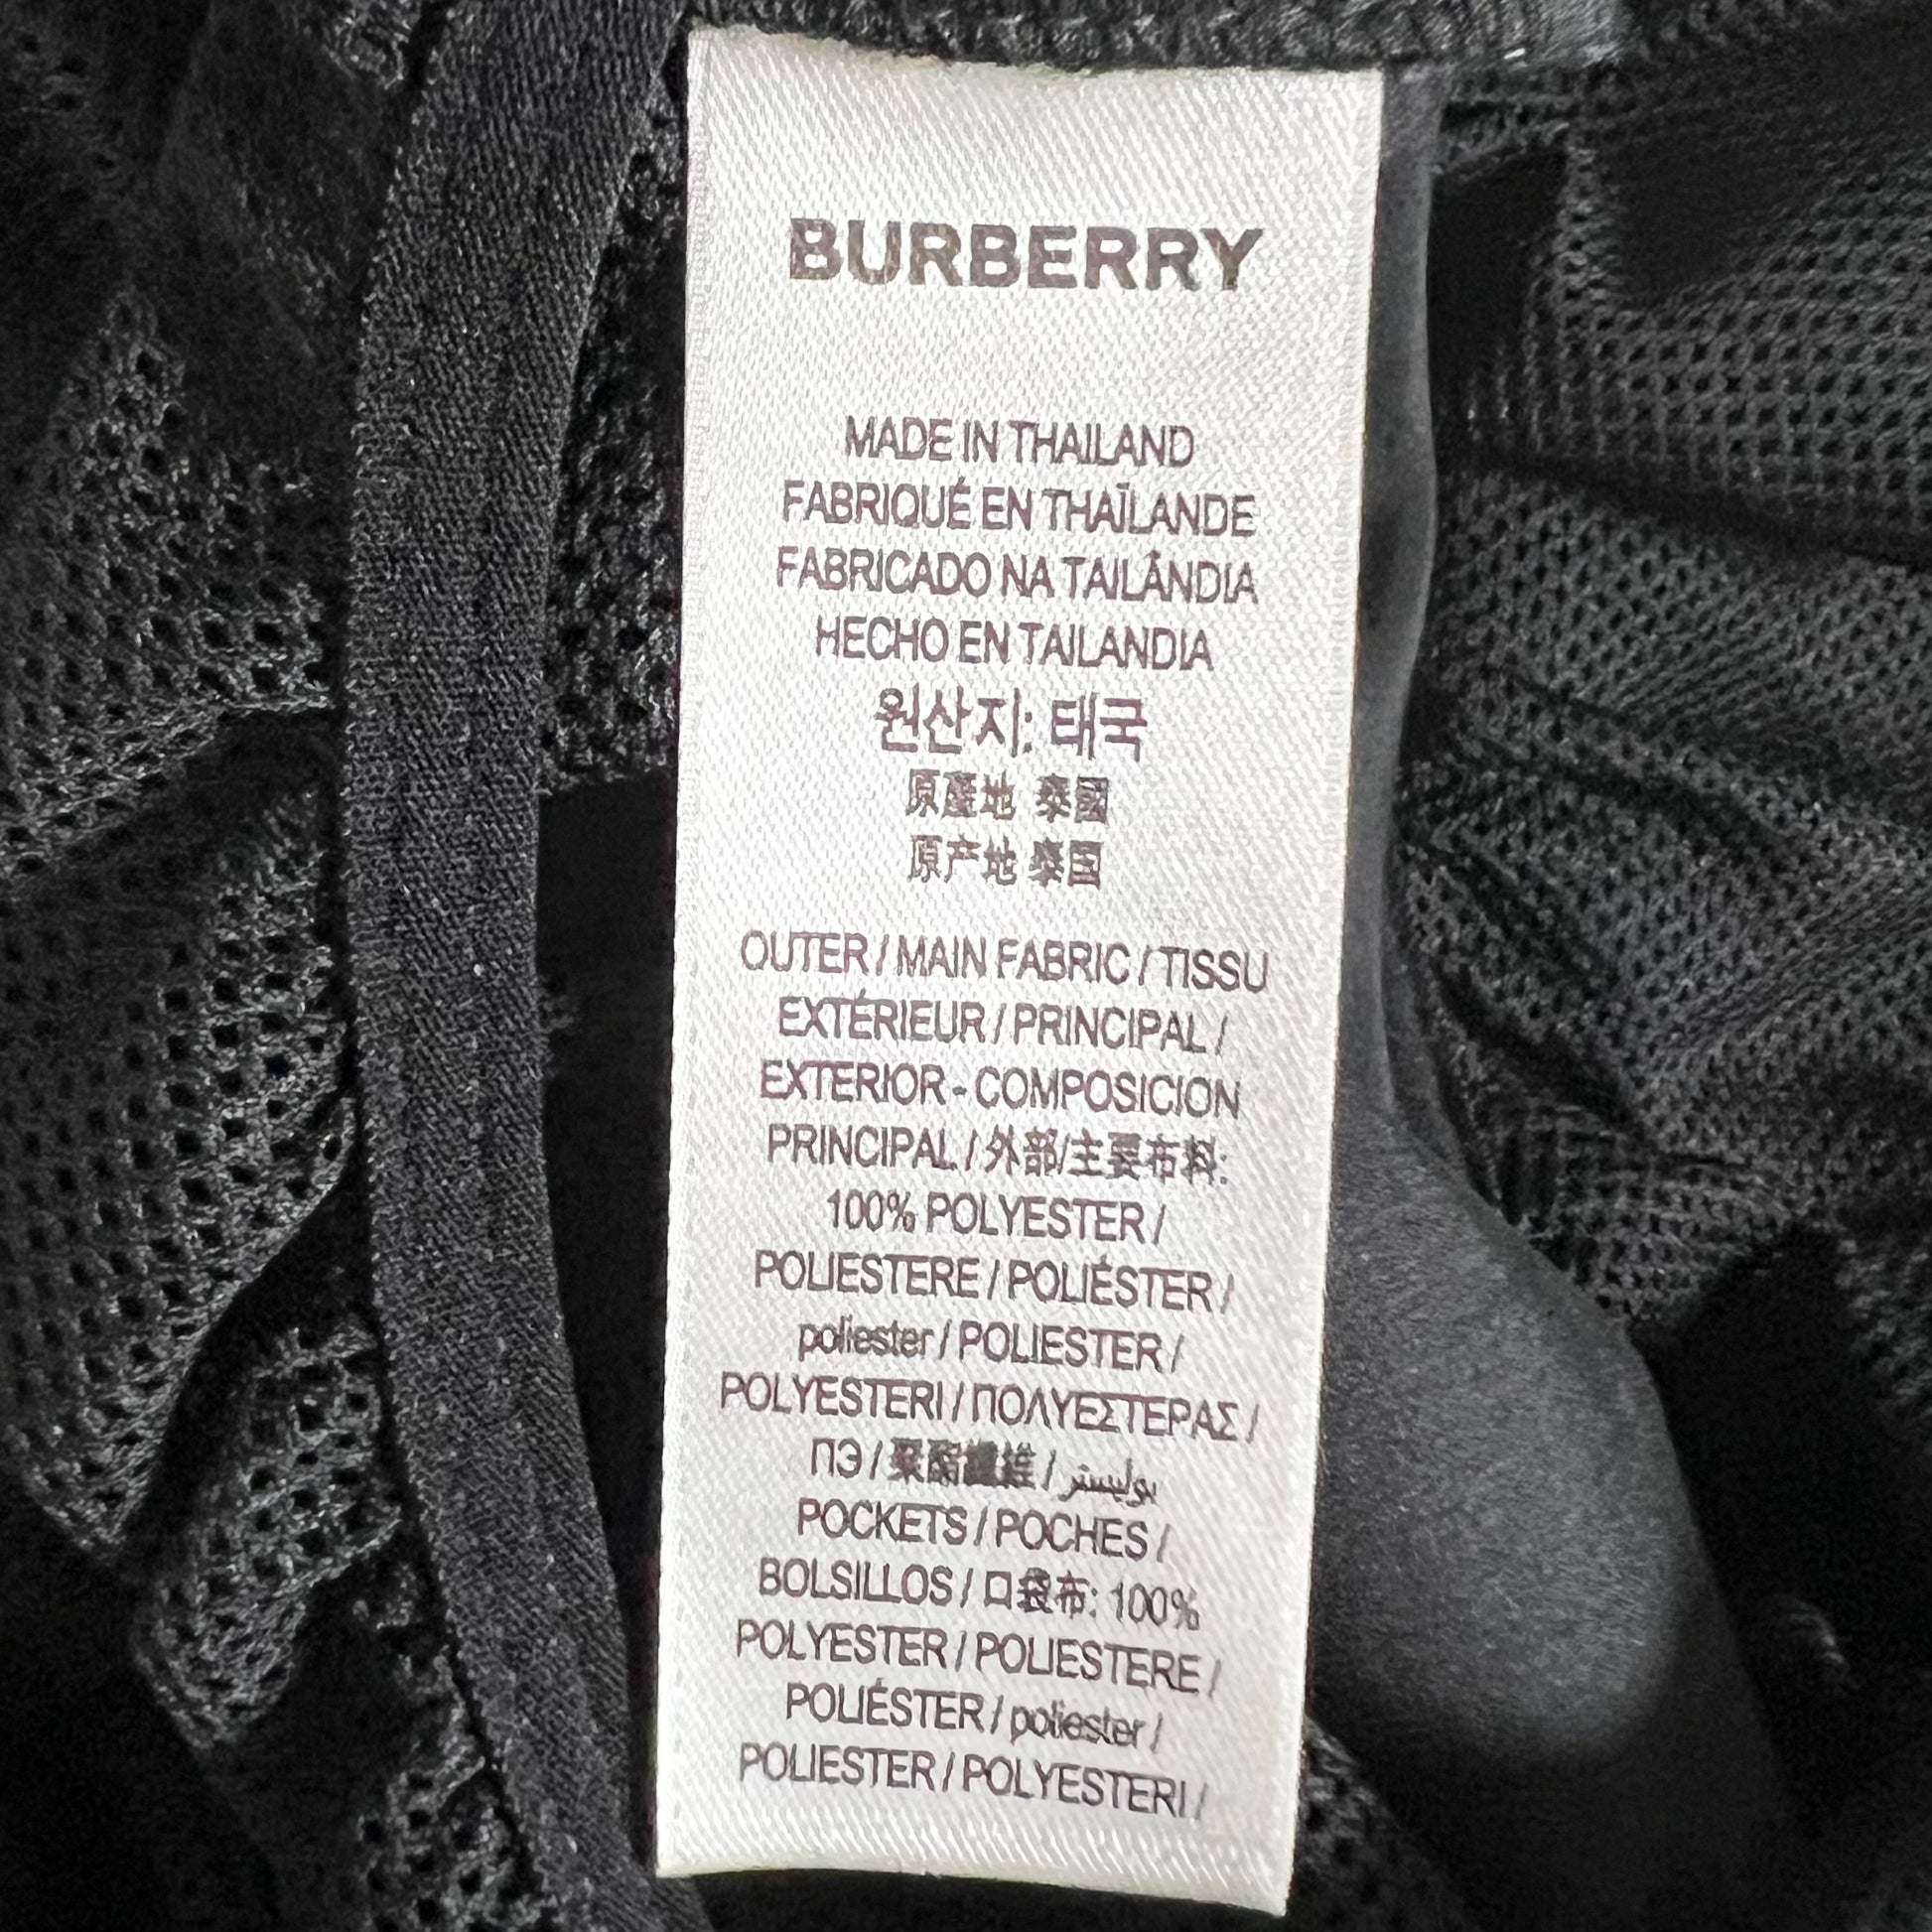 BURBERRY
MADE IN THAILAND
FABRIQUÉ EN THAÏLANDE
FABRICADO NA TAILÂNDIA
HECHO EN TAILANDIA
원산지: 태국
原產地 泰國
原产地 泰国
OUTER / MAIN FABRIC / TISSU
EXTÉRIEUR / PRINCIPAL /
EXTERIOR - COMPOSICION
PRINCIPAL / 外部/主要布料:
100% POLYESTER /
POLIESTERE / POLIÉSTER /
poliester / POLIESTER /
POLYESTERI / ΠΟΛΥΕΣΤΕΡΑΣ /
ПЭ / 聚酯纖維 / بوليستر
POCKETS / POCHES /
BOLSILLOS / 口袋布: 100%
POLYESTER / POLIESTERE /
POLIÉSTER / poliester /
POLIESTER / POLYESTERI /